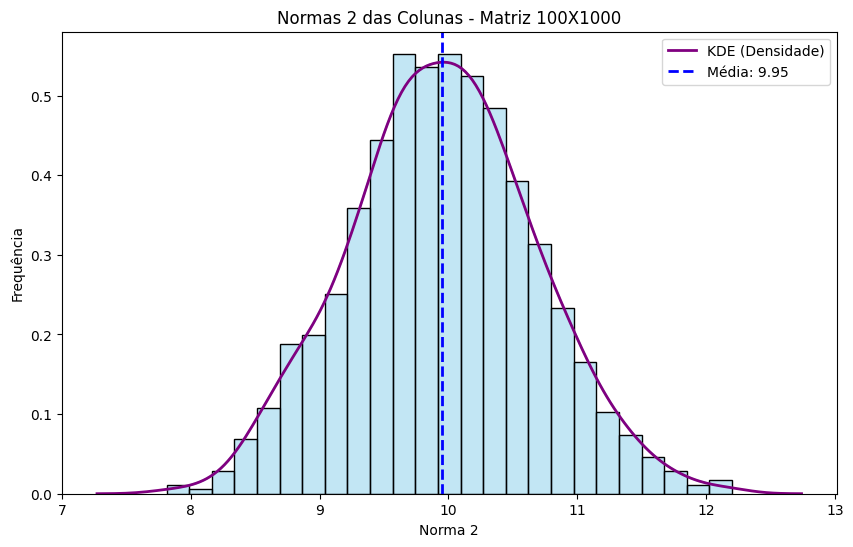 Normas 2 das Colunas - Matriz 100X1000
KDE (Densidade)
Média: 9.95
Frequência
0.5
0.4
0.3
0.2
0.1
0.0
7 8 9 10 11 12 13
Norma 2